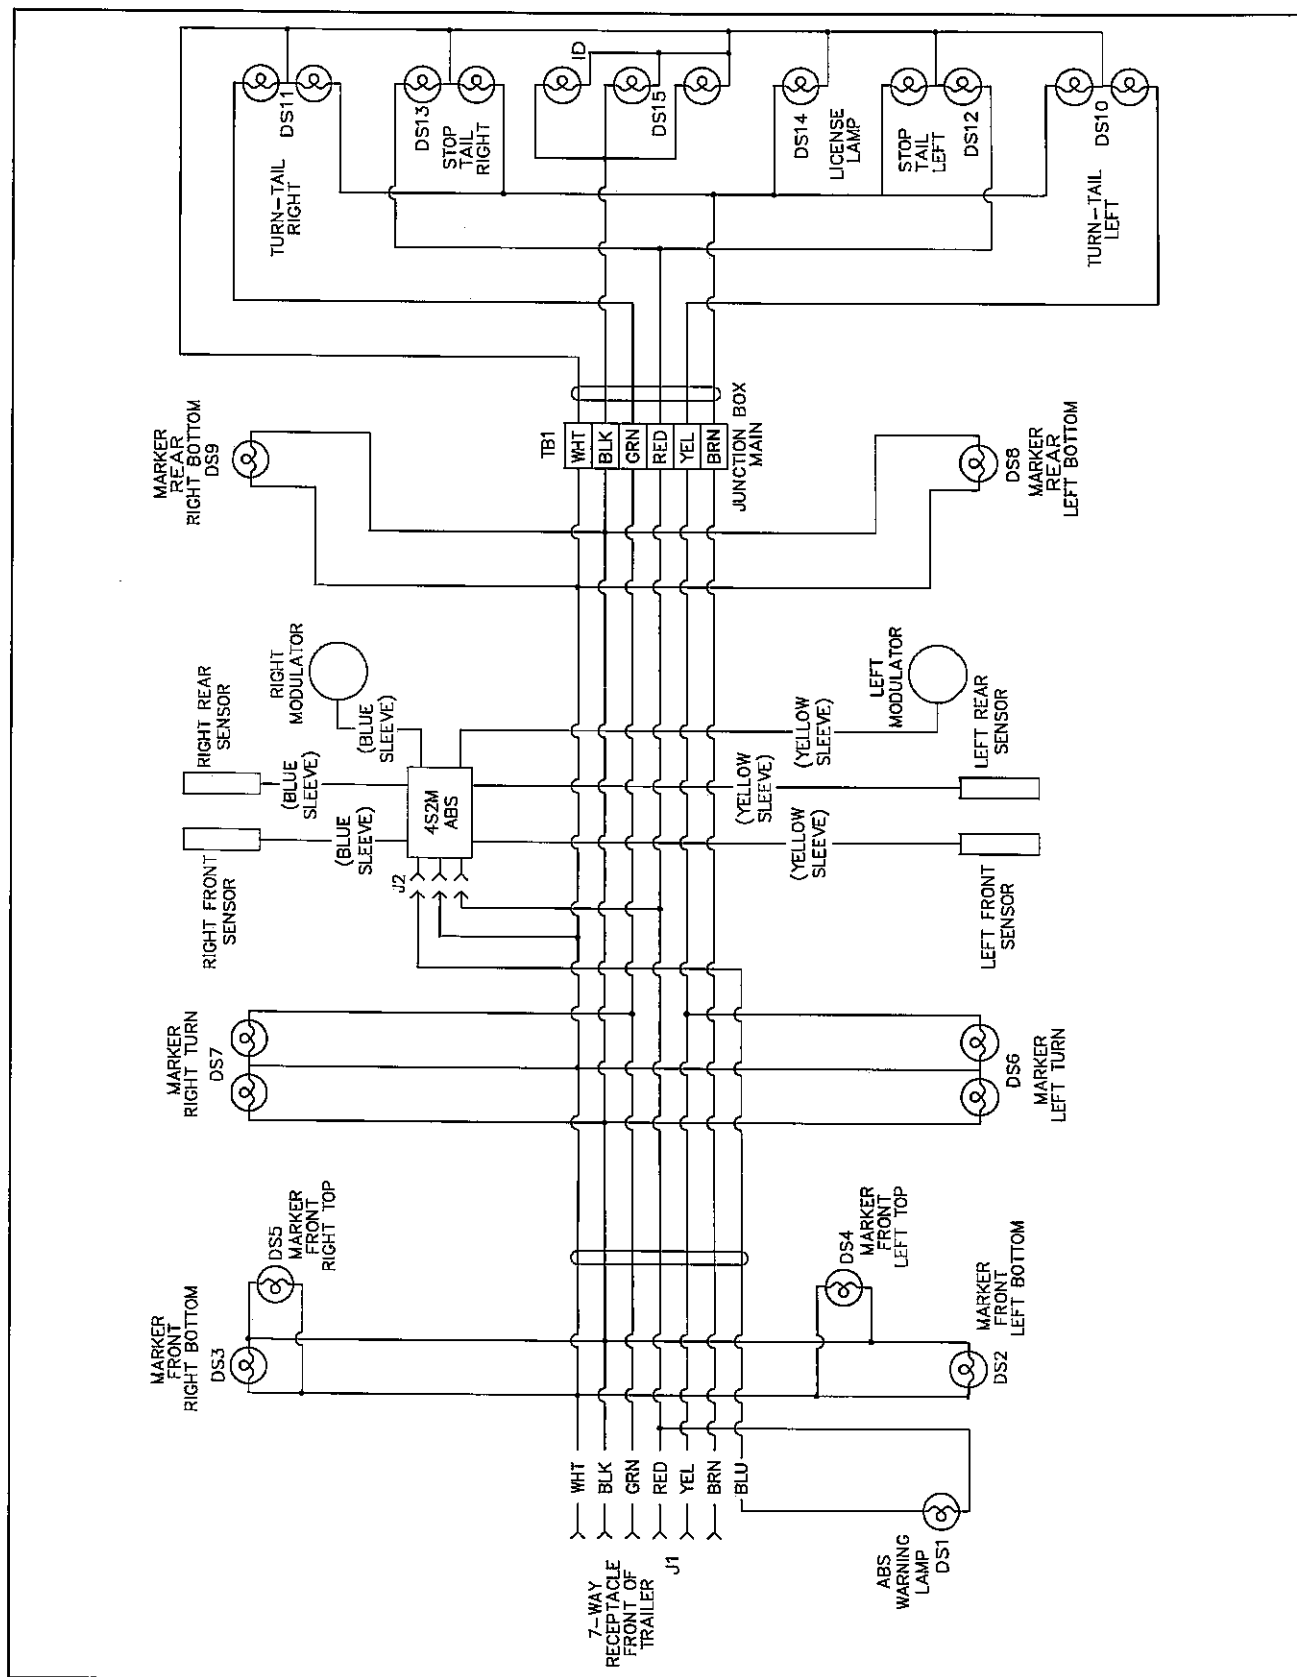 7-WAY
RECEPTACLE
FRONT OF
TRAILER
J1
WHT
BLK
GRN
RED
YEL
BRN
BLU
ABS
WARNING
LAMP
DS1
MARKER
FRONT
RIGHT BOTTOM
DS3
DS5
MARKER
FRONT
RIGHT TOP
DS4
MARKER
FRONT
LEFT TOP
MARKER
FRONT
LEFT BOTTOM
DS2
MARKER
RIGHT TURN
DS7
DS6
MARKER
LEFT TURN
RIGHT FRONT
SENSOR
RIGHT REAR
SENSOR
(BLUE
SLEEVE)
(BLUE
SLEEVE)
(BLUE
SLEEVE)
RIGHT
MODULATOR
J2
4S2M
ABS
(YELLOW
SLEEVE)
(YELLOW
SLEEVE)
(YELLOW
SLEEVE)
LEFT
MODULATOR
LEFT FRONT
SENSOR
LEFT REAR
SENSOR
MARKER
REAR
RIGHT BOTTOM
DS9
TB1
WHT
BLK
GRN
RED
YEL
BRN
JUNCTION BOX
MAIN
DS8
MARKER
REAR
LEFT BOTTOM
TURN-TAIL
RIGHT
DS11
DS13
STOP
TAIL
RIGHT
ID
DS15
DS14
LICENSE
LAMP
STOP
TAIL
LEFT
DS12
TURN-TAIL
LEFT
DS10